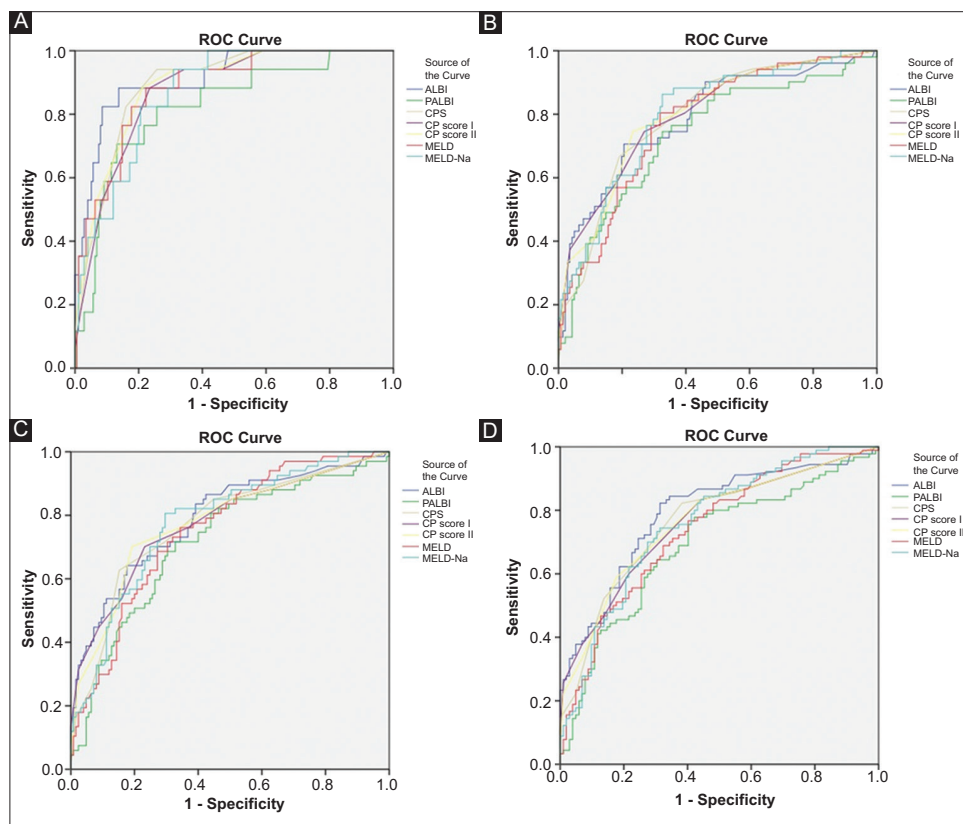 A
ROC Curve
1.0
0.8
0.6
0.4
0.2
0.0
Sensitivity
0.0 0.2 0.4 0.6 0.8 1.0
1 - Specificity
Source of
the Curve
ALBI
PALBI
CPS
CP score I
CP score II
MELD
MELD-Na
B
ROC Curve
1.0
0.8
0.6
0.4
0.2
0.0
Sensitivity
0.0 0.2 0.4 0.6 0.8 1.0
1 - Specificity
Source of
the Curve
ALBI
PALBI
CPS
CP score I
CP score II
MELD
MELD-Na
C
ROC Curve
1.0
0.8
0.6
0.4
0.2
0.0
Sensitivity
0.0 0.2 0.4 0.6 0.8 1.0
1 - Specificity
Source of
the Curve
ALBI
PALBI
CPS
CP score I
CP score II
MELD
MELD-Na
D
ROC Curve
1.0
0.8
0.6
0.4
0.2
0.0
Sensitivity
0.0 0.2 0.4 0.6 0.8 1.0
1 - Specificity
Source of
the Curve
ALBI
PALBI
CPS
CP score I
CP score II
MELD
MELD-Na